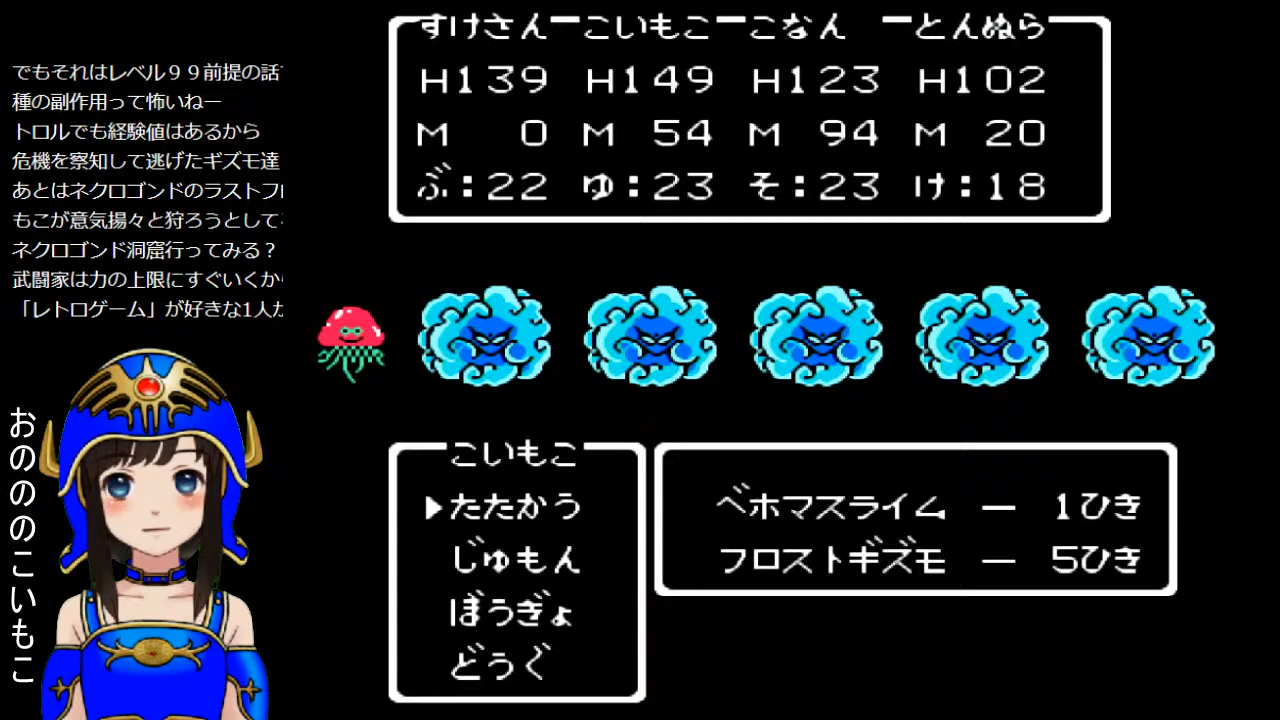 でもそれはレベル９９前提の話
種の副作用って怖いねー
トロルでも経験値はあるから
危機を察知して逃げたギズモ達
あとはネクロゴンドのラストフ
もこが意気揚々と狩ろうとして
ネクロゴンド洞窟行ってみる？
武闘家は力の上限にすぐいくか
「レトロゲーム」が好きな1人
おののこいもこ
すけさん こいもこ こなん とんぬら
H139 H149 H123 H102
M 0 M 54 M 94 M 20
ぶ:22 ゆ:23 そ:23 け:18
こいもこ
▶たたかう
じゅもん
ぼうぎょ
どうぐ
ベホマスライム ー 1ひき
フロストギズモ ー 5ひき